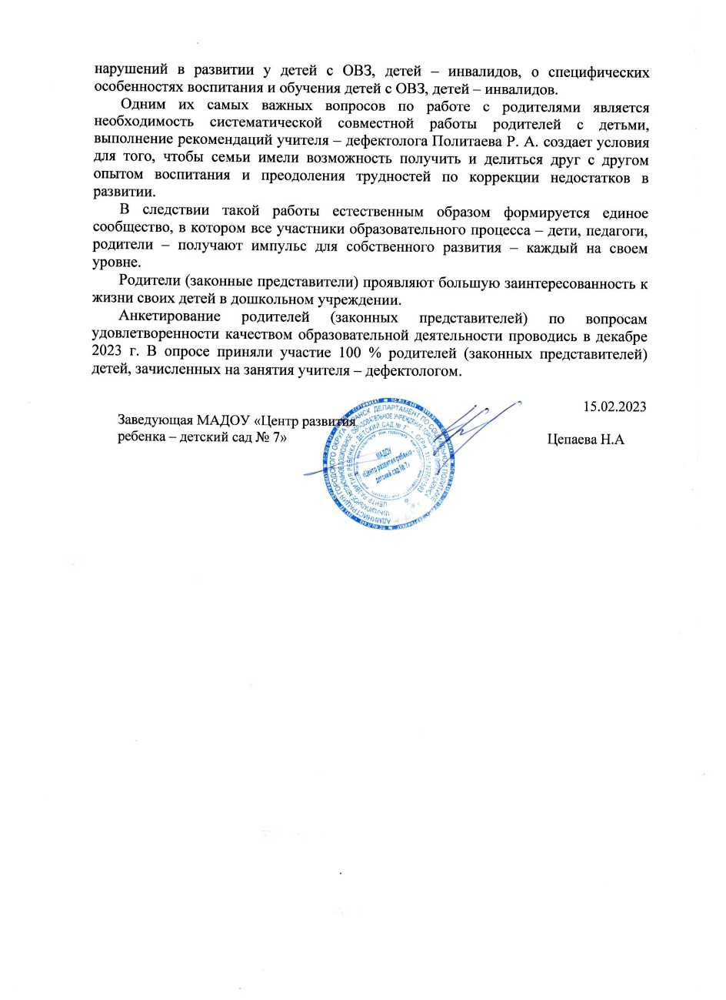 нарушений в развитии у детей с ОВЗ, детей – инвалидов, о специфических
особенностях воспитания и обучения детей с ОВЗ, детей – инвалидов.
Одним их самых важных вопросов по работе с родителями является
необходимость систематической совместной работы родителей с детьми,
выполнение рекомендаций учителя – дефектолога Политаева Р. А. создает условия
для того, чтобы семьи имели возможность получить и делиться друг с другом
опытом воспитания и преодоления трудностей по коррекции недостатков в
развитии.
В следствии такой работы естественным образом формируется единое
сообщество, в котором все участники образовательного процесса – дети, педагоги,
родители – получают импульс для собственного развития – каждый на своем
уровне.
Родители (законные представители) проявляют большую заинтересованность к
жизни своих детей в дошкольном учреждении.
Анкетирование родителей (законных представителей) по вопросам
удовлетворенности качеством образовательной деятельности проводись в декабре
2023 г. В опросе приняли участие 100 % родителей (законных представителей)
детей, зачисленных на занятия учителя – дефектологом.
15.02.2023
Заведующая МАДОУ «Центр развития
ребенка – детский сад № 7»
Цепаева Н.А
МАДОУ
«Центр развития ребенка -
детский сад № 7»